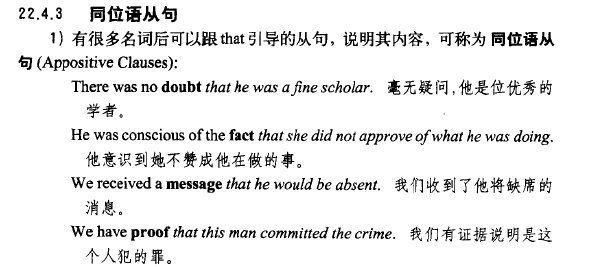 22.4.3 同位语从句
1) 有很多名词后可以跟that引导的从句，说明其内容，可称为同位语从
句(Appositive Clauses):
There was no doubt that he was a fine scholar. 毫无疑问,他是位优秀的
学者。
He was conscious of the fact that she did not approve of what he was doing.
他意识到她不赞成他在做的事。
We received a message that he would be absent. 我们收到了他将缺席的
消息。
We have proof that this man committed the crime. 我们有证据说明是这
个人犯的罪。